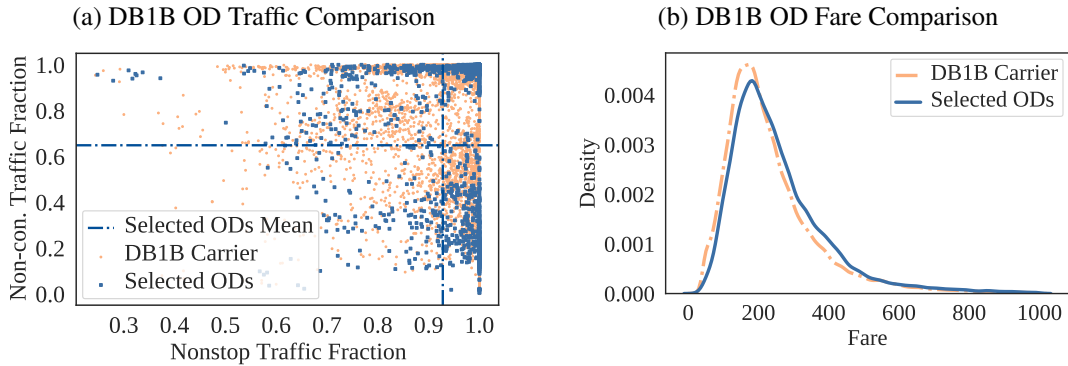 (a) DB1B OD Traffic Comparison
Non-con. Traffic Fraction
1.0
0.8
0.6
0.4
0.2
0.0
Selected ODs Mean
DB1B Carrier
Selected ODs
0.3 0.4 0.5 0.6 0.7 0.8 0.9 1.0
Nonstop Traffic Fraction
(b) DB1B OD Fare Comparison
Density
0.004
0.003
0.002
0.001
0.000
DB1B Carrier
Selected ODs
0 200 400 600 800 1000
Fare